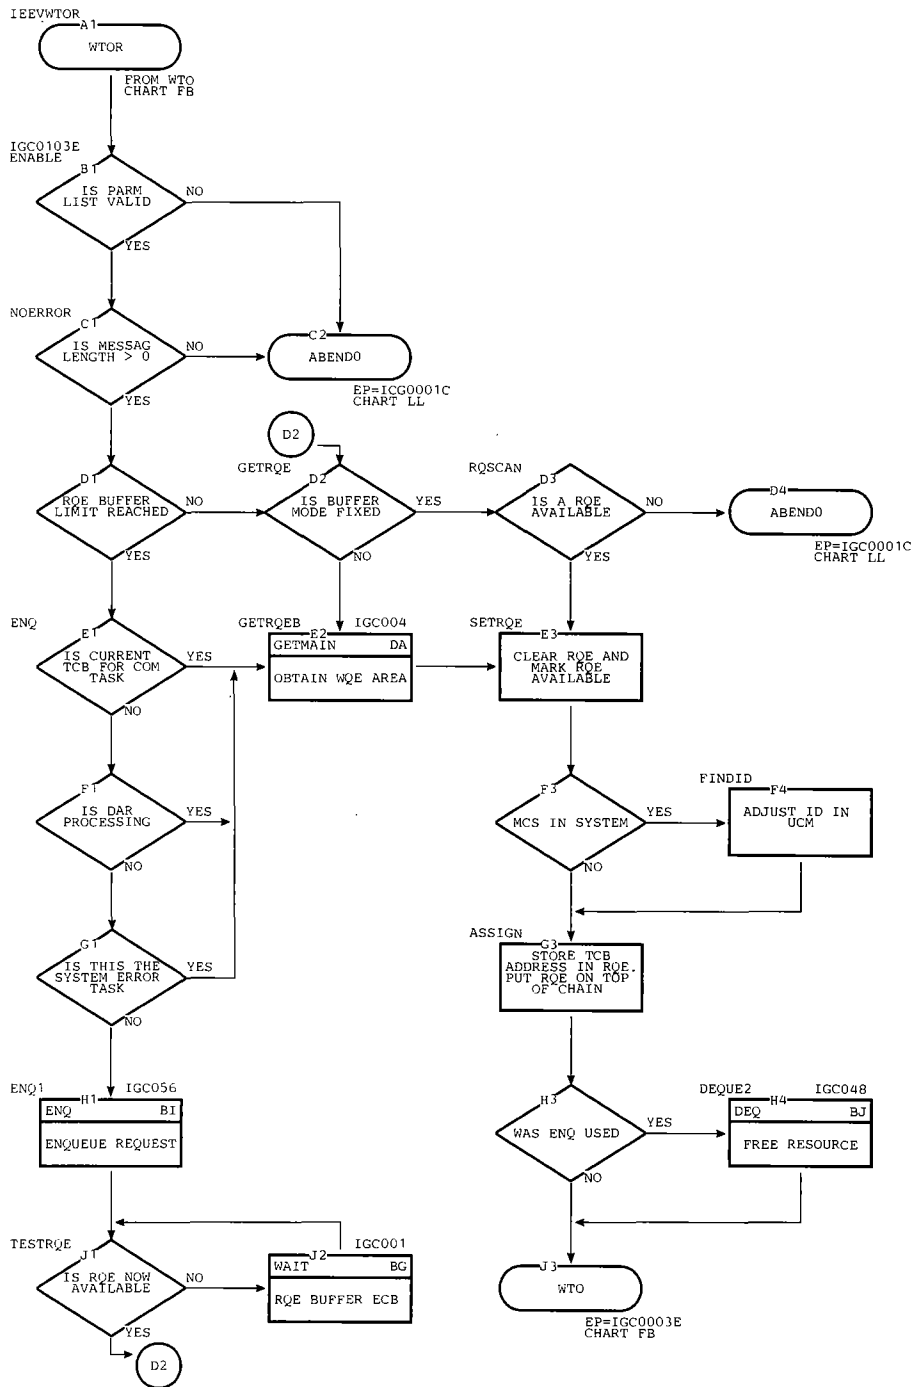 IEEVWTOR
A1
WTOR
FROM WTO
CHART FB
IGC0103E
ENABLE
B1
IS PARM
LIST VALID
NO
YES
NOERROR
C1
IS MESSAG
LENGTH > 0
NO
YES
C2
ABEND0
EP=ICG0001C
CHART LL
D2
D1
RQE BUFFER
LIMIT REACHED
NO
YES
GETRQE
D2
IS BUFFER
MODE FIXED
YES
NO
RQSCAN
D3
IS A RQE
AVAILABLE
NO
YES
D4
ABEND0
EP=IGC0001C
CHART LL
ENQ
E1
IS CURRENT
TCB FOR COM
TASK
YES
NO
GETRQEB
E2
IGC004
GETMAIN DA
OBTAIN WQE AREA
SETRQE
E3
CLEAR RQE AND
MARK RQE
AVAILABLE
F1
IS DAR
PROCESSING
YES
NO
F3
MCS IN SYSTEM
YES
NO
FINDID
F4
ADJUST ID IN
UCM
G1
IS THIS THE
SYSTEM ERROR
TASK
YES
NO
ASSIGN
G3
STORE TCB
ADDRESS IN RQE.
PUT RQE ON TOP
OF CHAIN
ENQ1
H1
IGC056
ENQ BI
ENQUEUE REQUEST
H3
WAS ENQ USED
YES
NO
DEQUE2
H4
IGC048
DEQ BJ
FREE RESOURCE
TESTRQE
J1
IS RQE NOW
AVAILABLE
NO
YES
J2
IGC001
WAIT BG
RQE BUFFER ECB
J3
WTO
EP=IGC0003E
CHART FB
D2